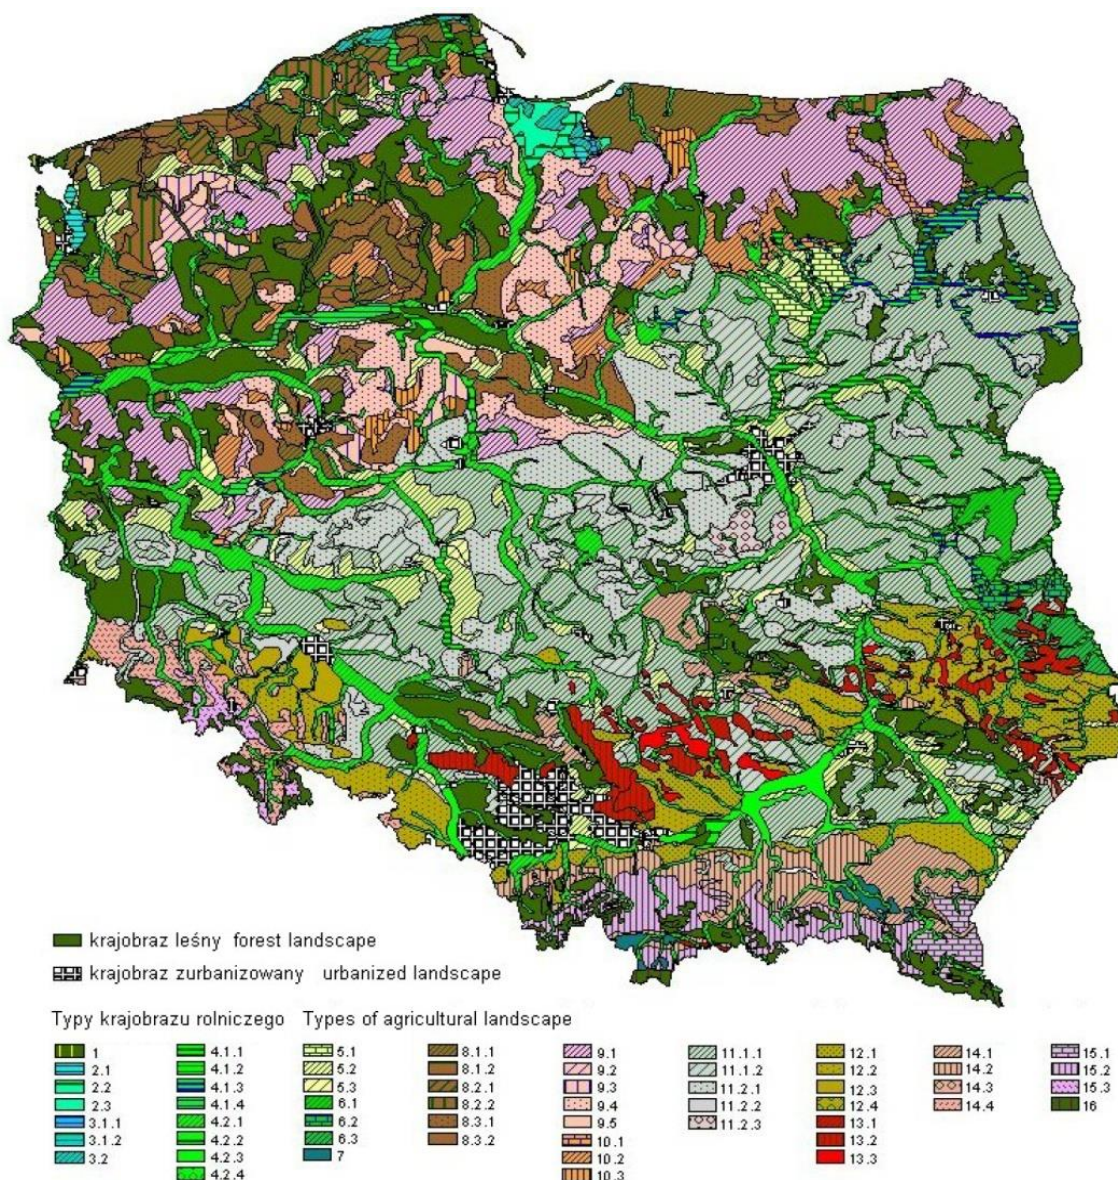 krajobraz leśny forest landscape
krajobraz zurbanizowany urbanized landscape
Typy krajobrazu rolniczego Types of agricultural landscape
1 4.1.1 5.1 8.1.1 9.1 11.1.1 12.1 14.1 15.1
2.1 4.1.2 5.2 8.1.2 9.2 11.1.2 12.2 14.2 15.2
2.2 4.1.3 5.3 8.2.1 9.3 11.2.1 12.3 14.3 15.3
2.3 4.1.4 6.1 8.2.2 9.4 11.2.2 12.4 14.4 16
3.1.1 4.2.1 6.2 8.3.1 9.5 11.2.3 13.1
3.1.2 4.2.2 6.3 8.3.2 10.1 13.2
3.2 4.2.3 7 10.2 13.3
4.2.4 10.3